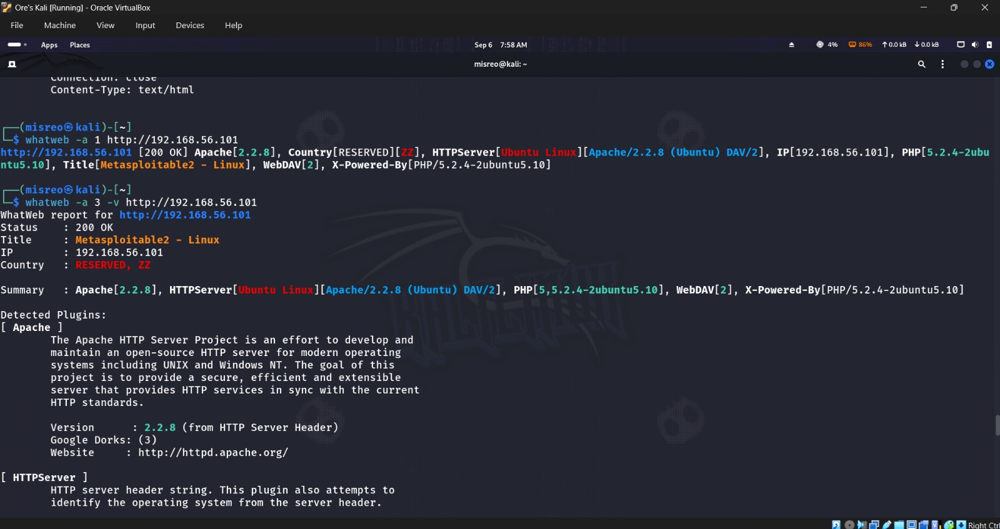 Ore's Kali [Running] - Oracle VirtualBox
File Machine View Input Devices Help
Apps Places Sep 6 7:58 AM 4% 86% 0.0 kB 0.0 kB
misreo@kali: ~
Connection: close
Content-Type: text/html
(misreo㉿kali)-[~]
$ whatweb -a 1 http://192.168.56.101
http://192.168.56.101 [200 OK] Apache[2.2.8], Country[RESERVED][ZZ], HTTPServer[Ubuntu Linux][Apache/2.2.8 (Ubuntu) DAV/2], IP[192.168.56.101], PHP[5.2.4-2ubu
ntu5.10], Title[Metasploitable2 - Linux], WebDAV[2], X-Powered-By[PHP/5.2.4-2ubuntu5.10]
(misreo㉿kali)-[~]
$ whatweb -a 3 -v http://192.168.56.101
WhatWeb report for http://192.168.56.101
Status : 200 OK
Title : Metasploitable2 - Linux
IP : 192.168.56.101
Country : RESERVED, ZZ
Summary : Apache[2.2.8], HTTPServer[Ubuntu Linux][Apache/2.2.8 (Ubuntu) DAV/2], PHP[5,5.2.4-2ubuntu5.10], WebDAV[2], X-Powered-By[PHP/5.2.4-2ubuntu5.10]
Detected Plugins:
[ Apache ]
The Apache HTTP Server Project is an effort to develop and
maintain an open-source HTTP server for modern operating
systems including UNIX and Windows NT. The goal of this
project is to provide a secure, efficient and extensible
server that provides HTTP services in sync with the current
HTTP standards.
Version : 2.2.8 (from HTTP Server Header)
Google Dorks: (3)
Website : http://httpd.apache.org/
[ HTTPServer ]
HTTP server header string. This plugin also attempts to
identify the operating system from the server header.
Right Ctrl